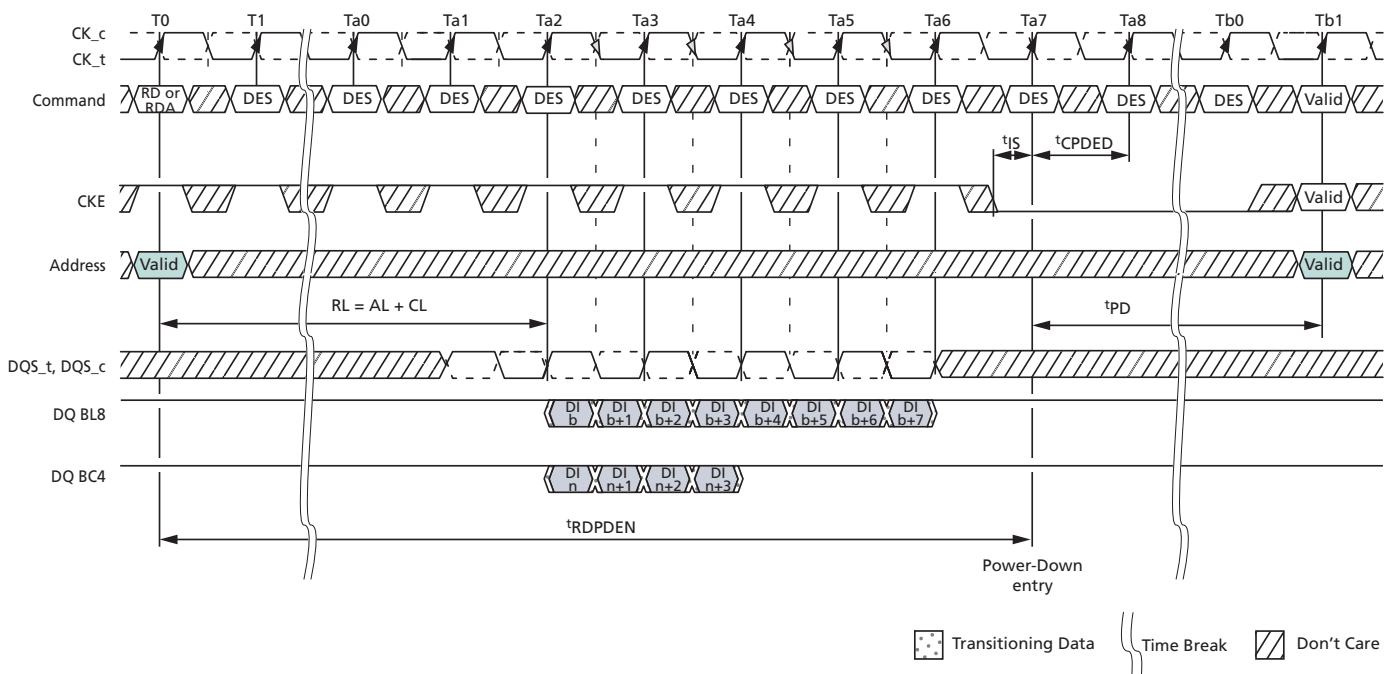 T0 T1 Ta0 Ta1 Ta2 Ta3 Ta4 Ta5 Ta6 Ta7 Ta8 Tb0 Tb1
CK_c
CK_t
Command RD or RDA DES DES DES DES DES DES DES DES DES DES DES Valid
tIS tCPDED
CKE Valid
Address Valid Valid
RL = AL + CL tPD
DQS_t, DQS_c
DQ BL8 DI b DI b+1 DI b+2 DI b+3 DI b+4 DI b+5 DI b+6 DI b+7
DQ BC4 DI n DI n+1 DI n+2 DI n+3
tRDPDEN
Power-Down
entry
Transitioning Data Time Break Don't Care